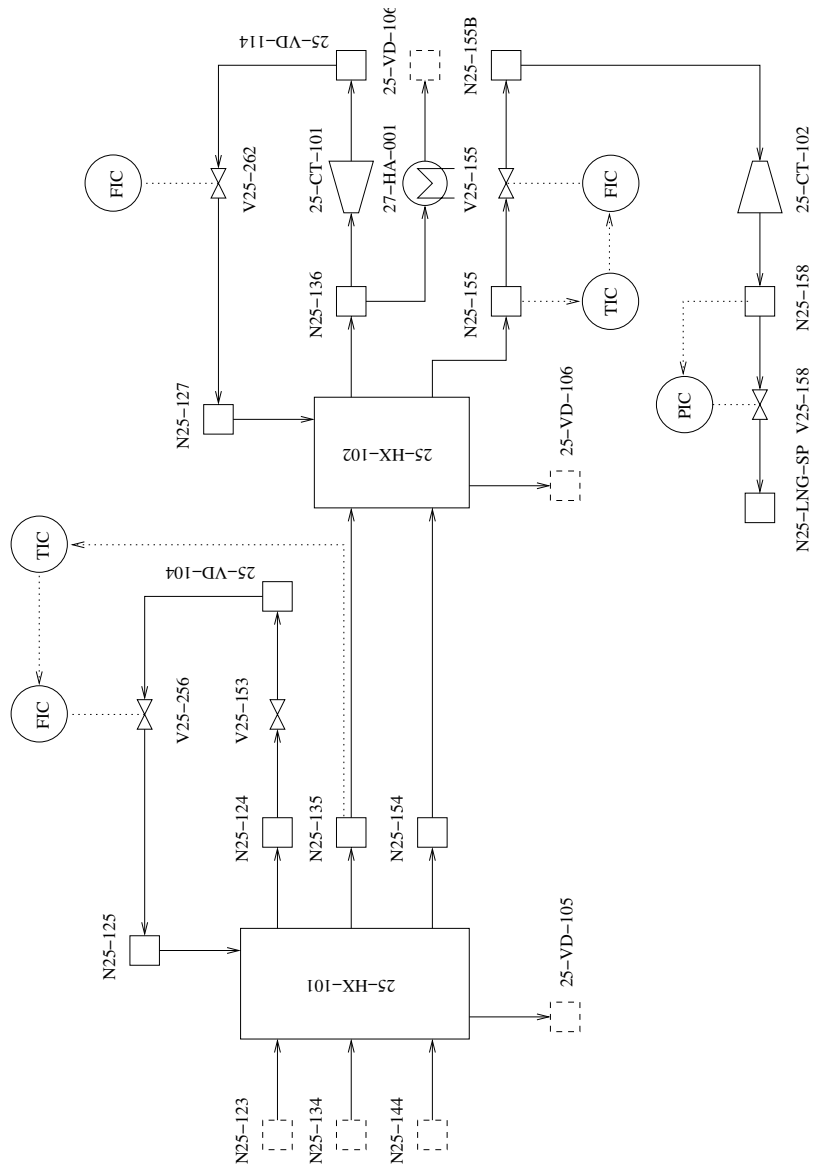 FIC
TIC
N25-125
FIC
V25-256
25-VD-104
N25-127
N25-123
N25-124
V25-153
V25-262
25-VD-114
N25-134
N25-135
N25-136
25-CT-101
25-HX-101
25-HX-102
27-HA-001
25-VD-106
N25-144
N25-154
N25-155
V25-155
N25-155B
25-VD-105
25-VD-106
TIC
FIC
PIC
N25-LNG-SP
V25-158
N25-158
25-CT-102